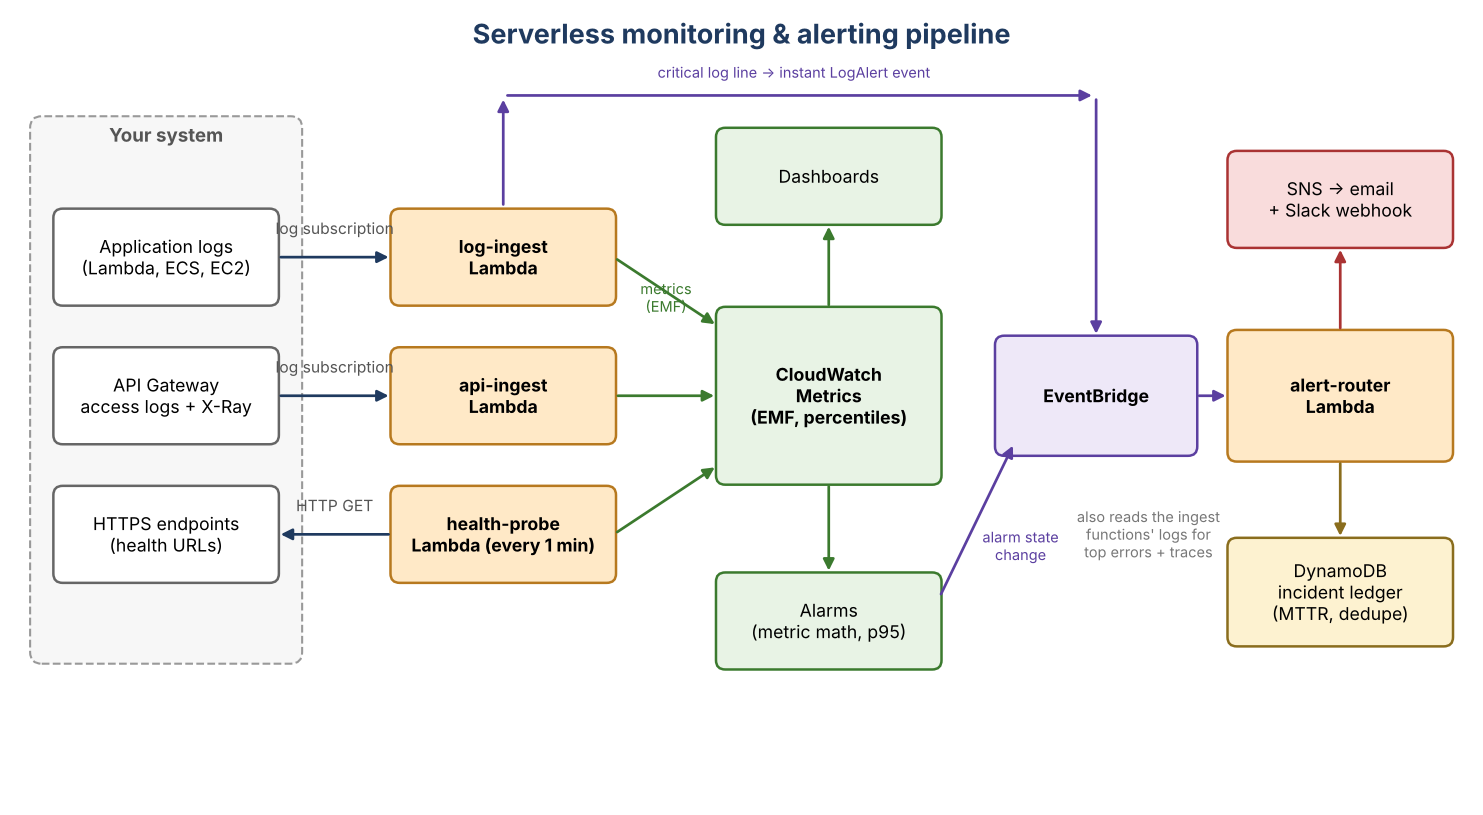 Serverless monitoring & alerting pipeline
critical log line → instant LogAlert event
Your system
Application logs
(Lambda, ECS, EC2)
log subscription
log-ingest
Lambda
metrics
(EMF)
Dashboards
SNS → email
+ Slack webhook
API Gateway
access logs + X-Ray
log subscription
api-ingest
Lambda
CloudWatch
Metrics
(EMF, percentiles)
EventBridge
alert-router
Lambda
HTTPS endpoints
(health URLs)
HTTP GET
health-probe
Lambda (every 1 min)
alarm state
change
also reads the ingest
functions' logs for
top errors + traces
Alarms
(metric math, p95)
DynamoDB
incident ledger
(MTTR, dedupe)